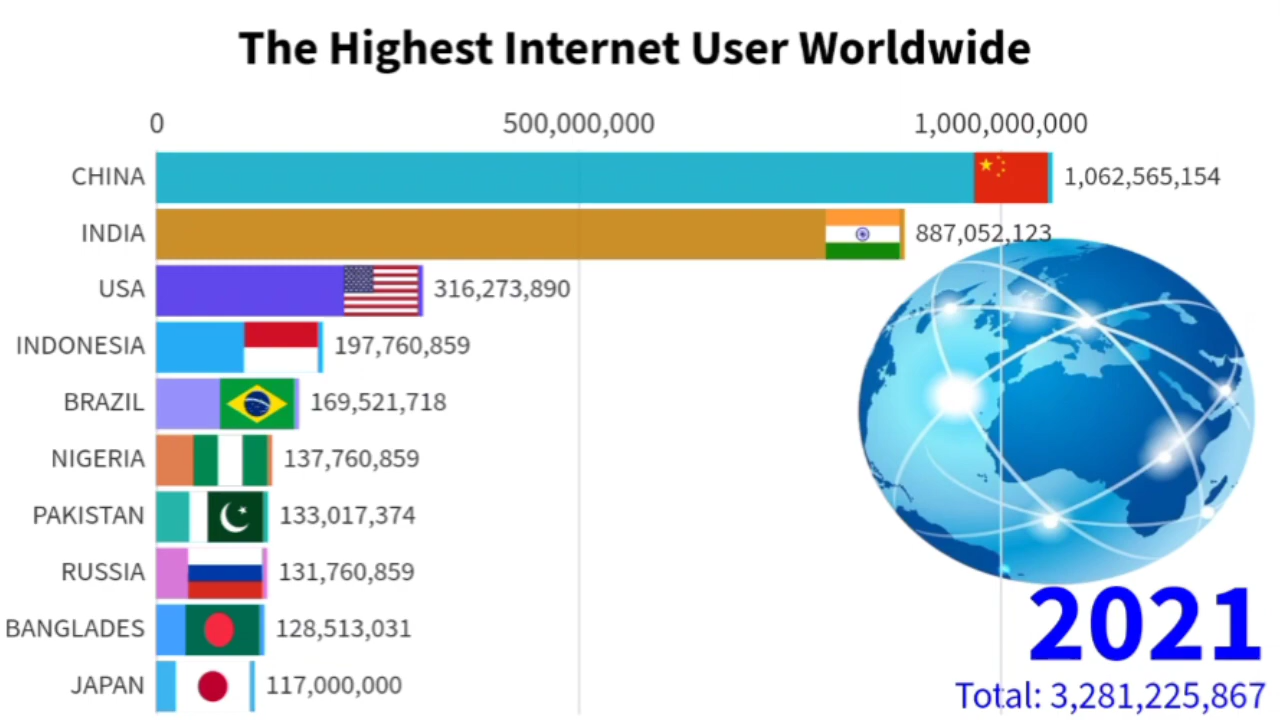 The Highest Internet User Worldwide
0 500,000,000 1,000,000,000
CHINA 1,062,565,154
INDIA 887,052,123
USA 316,273,890
INDONESIA 197,760,859
BRAZIL 169,521,718
NIGERIA 137,760,859
PAKISTAN 133,017,374
RUSSIA 131,760,859
BANGLADES 128,513,031
JAPAN 117,000,000
2021
Total: 3,281,225,867